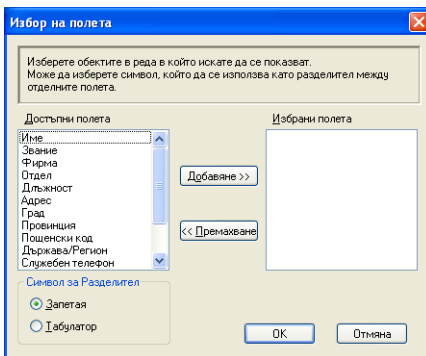 Избор на полета
Изберете обектите в реда в който искате да се показват.
Може да изберете символ, който да се използва като разделител между
отделните полета.
Достъпни полета
Избрани полета
Име
Звание
Фирма
Отдел
Длъжност
Адрес
Град
Провинция
Пощенски код
Държава/Регион
Служебен телефон
Добавяне >>
<< Премахване
Символ за Разделител
Запетая
Табулатор
OK
Отмяна